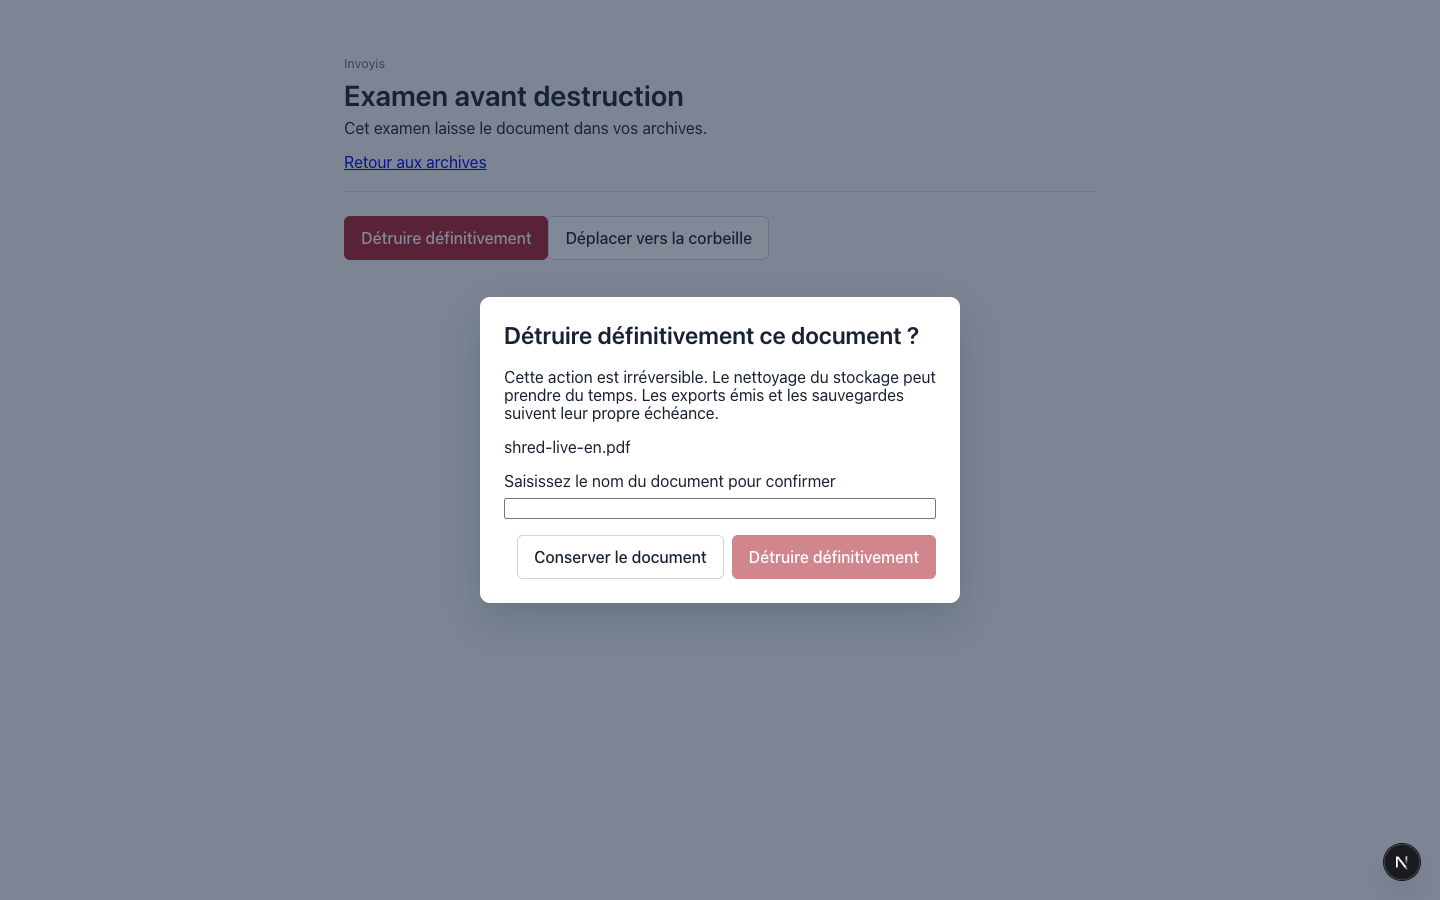 Invoyis
Examen avant destruction
Cet examen laisse le document dans vos archives.
Retour aux archives
Détruire définitivement
Déplacer vers la corbeille
Détruire définitivement ce document ?
Cette action est irréversible. Le nettoyage du stockage peut
prendre du temps. Les exports émis et les sauvegardes
suivent leur propre échéance.
shred-live-en.pdf
Saisissez le nom du document pour confirmer
Conserver le document
Détruire définitivement
N